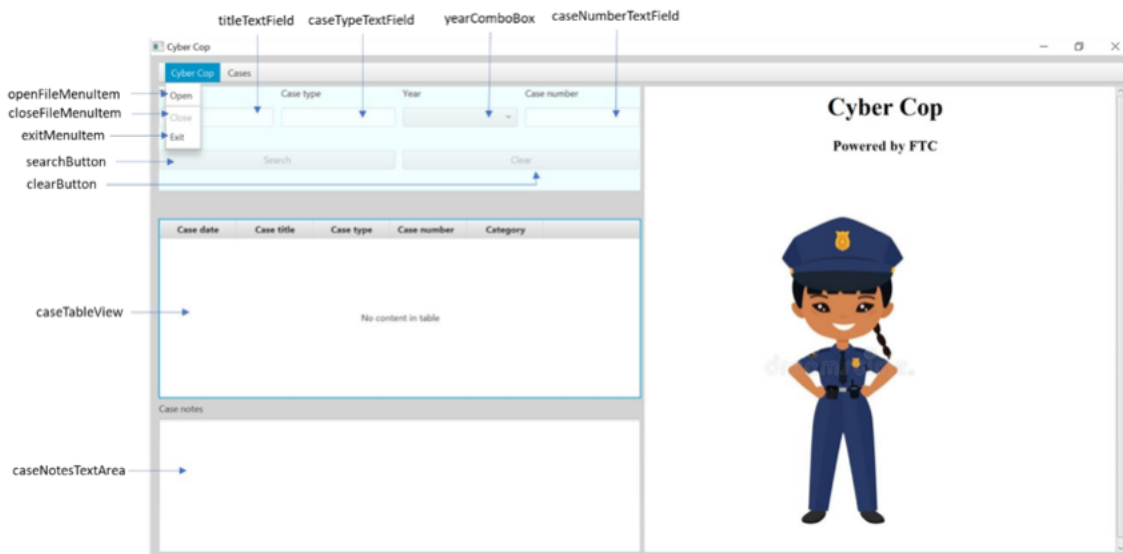 titleTextField caseTypeTextField yearComboBox caseNumberTextField
Cyber Cop
Cyber Cop Cases
openFileMenuItem Open Case type Year Case number
closeFileMenuItem Close
exitMenuItem Exit
searchButton Search Clear
clearButton
Case date Case title Case type Case number Category
caseTableView
No content in table
Case notes
caseNotesTextArea
Cyber Cop
Powered by FTC